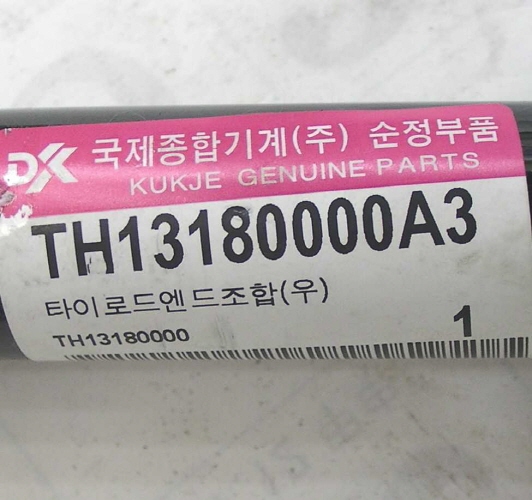 DK 국제종합기계(주) 순정부품
KUKJE GENUINE PARTS
TH13180000A3
타이로드엔드조합(우)
TH13180000
1